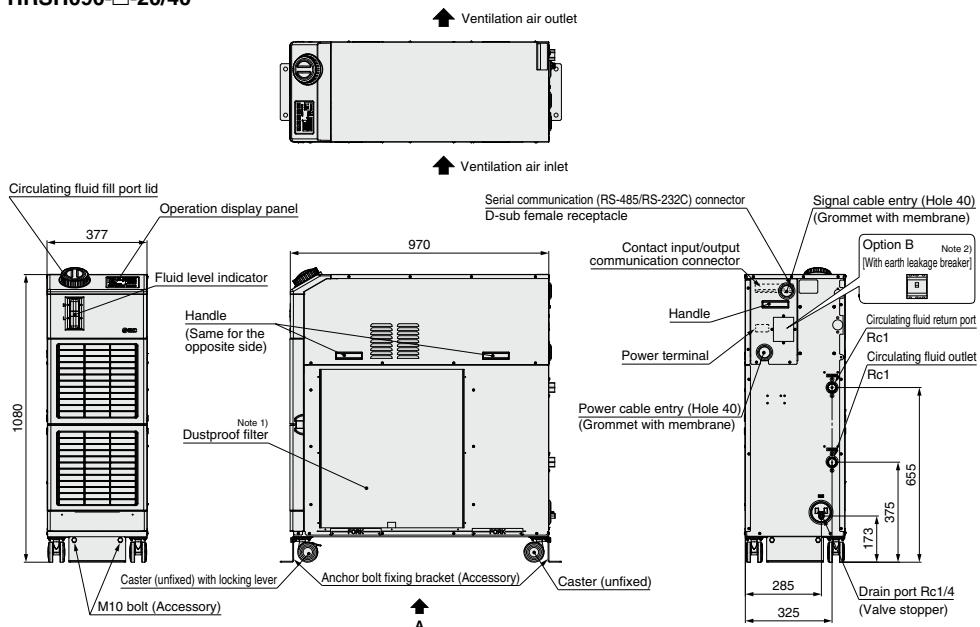 Ventilation air outlet
Ventilation air inlet
Circulating fluid fill port lid
Operation display panel
377
Fluid level indicator
1080
M10 bolt (Accessory)
970
Handle
(Same for the
opposite side)
Note 1)
Dustproof filter
FORK
FORK
Caster (unfixed) with locking lever
Anchor bolt fixing bracket (Accessory)
Caster (unfixed)
A
Serial communication (RS-485/RS-232C) connector
D-sub female receptacle
Signal cable entry (Hole 40)
(Grommet with membrane)
Contact input/output
communication connector
Option B Note 2)
[With earth leakage breaker]
Handle
Power terminal
Circulating fluid return port
Rc1
Circulating fluid outlet
Rc1
Power cable entry (Hole 40)
(Grommet with membrane)
655
375
173
285
325
Drain port Rc1/4
(Valve stopper)